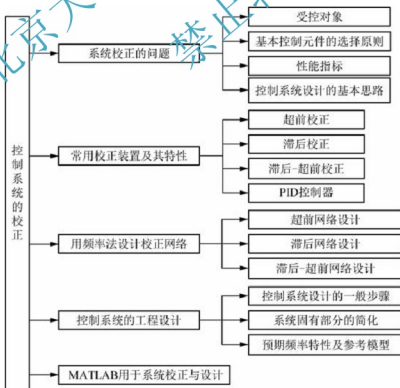 控制系统的校正
系统校正的问题
受控对象
基本控制元件的选择原则
性能指标
控制系统设计的基本思路
常用校正装置及其特性
超前校正
滞后校正
滞后-超前校正
PID控制器
用频率法设计校正网络
超前网络设计
滞后网络设计
滞后-超前网络设计
控制系统的工程设计
控制系统设计的一般步骤
系统固有部分的简化
预期频率特性及参考模型
MATLAB用于系统校正与设计
北京大
禁止